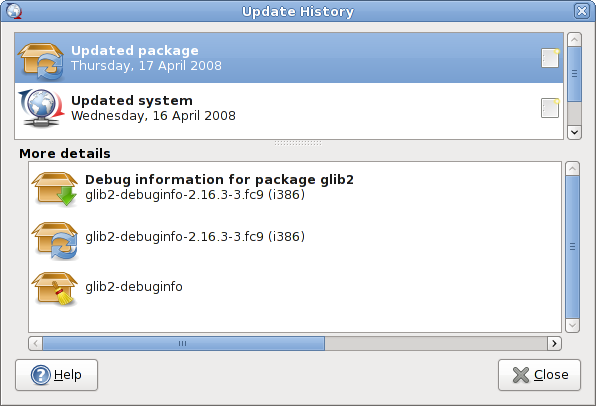 Update History
Updated package
Thursday, 17 April 2008
Updated system
Wednesday, 16 April 2008
More details
Debug information for package glib2
glib2-debuginfo-2.16.3-3.fc9 (i386)
glib2-debuginfo-2.16.3-3.fc9 (i386)
glib2-debuginfo
Help
Close